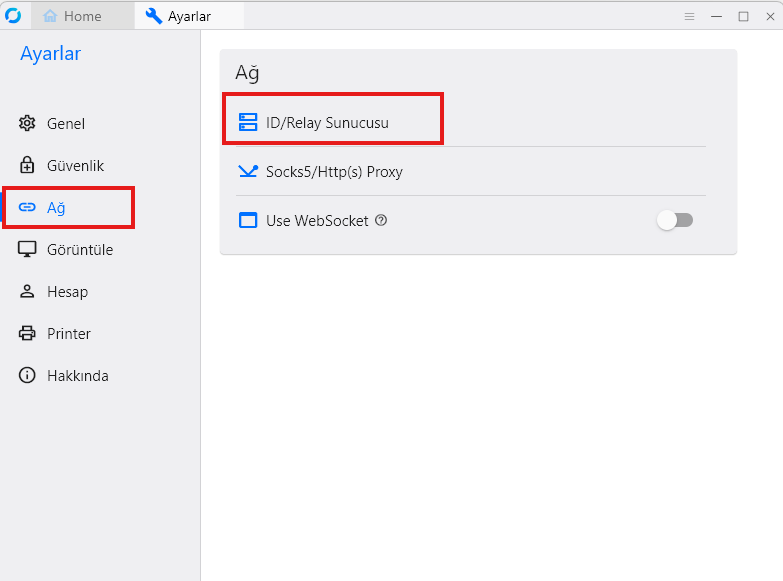 Home
Ayarlar
Ayarlar
Genel
Güvenlik
Ağ
Görüntüle
Hesap
Printer
Hakkında
Ağ
ID/Relay Sunucusu
Socks5/Http(s) Proxy
Use WebSocket